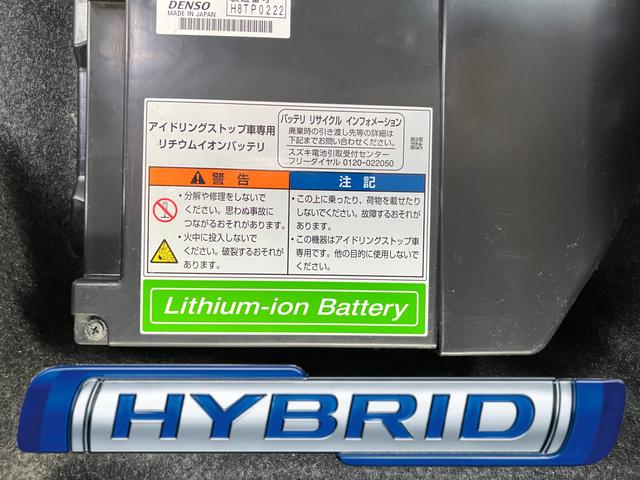 DENSO
MADE IN JAPAN
H8TP0222
アイドリングストップ車専用
リチウムイオンバッテリ
バッテリ リサイクル インフォメーション
廃棄時の引き渡し先等の詳細は
下記までお問い合わせください。
スズキ電池引取受付センター
フリーダイヤル 0120-022050
警告
・分解や修理をしないで
ください。思わぬ事故に
つながるおそれがあります。
・火中に投入しないで
ください。破裂するおそれが
あります。
注記
・この上に乗ったり、荷物を載せたり
しないでください。故障するおそれが
あります。
・この機器はアイドリングストップ車
専用です。他の目的に使用しないで
ください。
Lithium-ion Battery
HYBRID